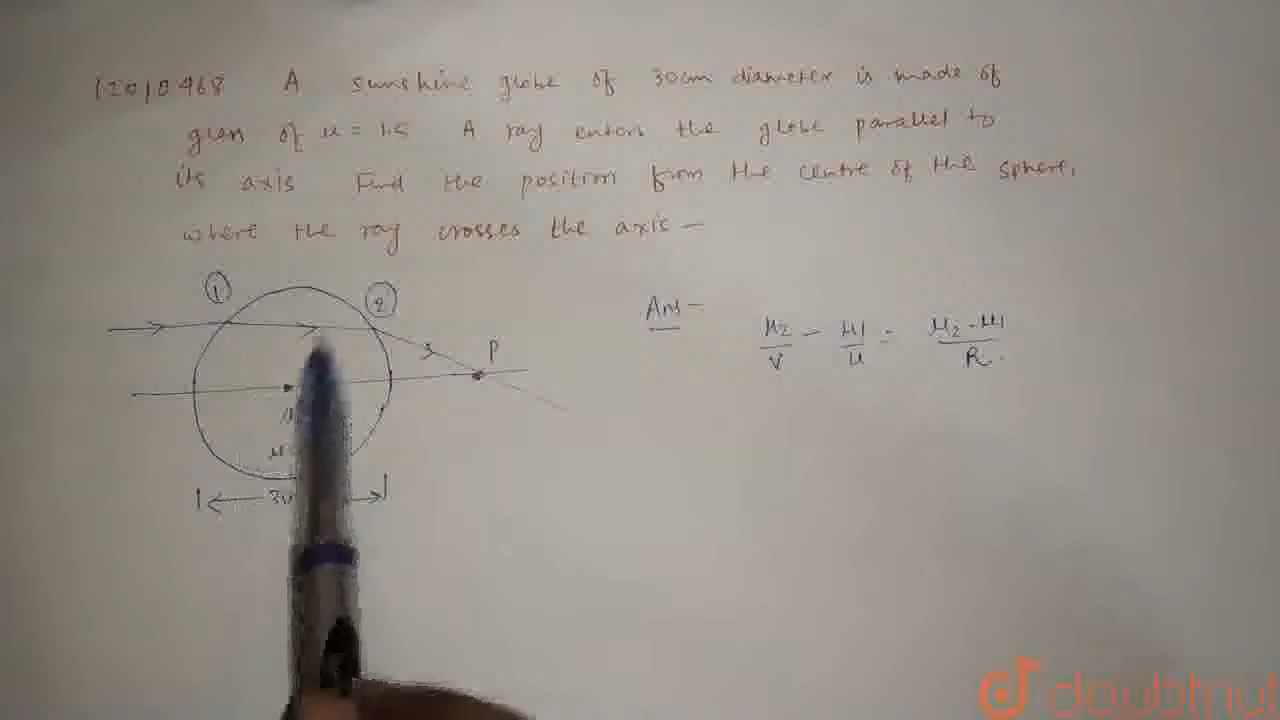 12010468 A sunshine globe of 30cm diameter is made of
glass of μ = 1.5 A ray enters the globe parallel to
its axis Find the position from the centre of the sphere,
where the ray crosses the axis —
1
2
P
Ans -
μ2/v - μ1/u = μ2 - μ1/R
doubtnut